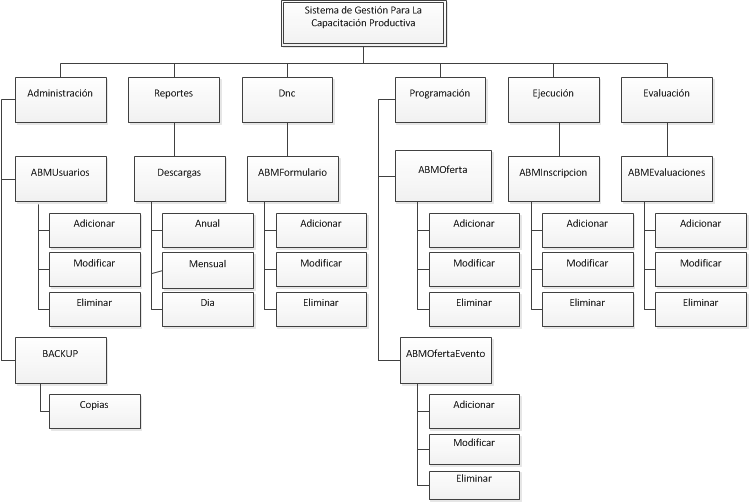 Sistema de Gestión Para La
Capacitación Productiva
Administración
Reportes
Dnc
Programación
Ejecución
Evaluación
ABMUsuarios
Descargas
ABMFormulario
ABMOferta
ABMInscripcion
ABMEvaluaciones
Adicionar
Anual
Adicionar
Adicionar
Adicionar
Adicionar
Modificar
Mensual
Modificar
Modificar
Modificar
Modificar
Eliminar
Dia
Eliminar
Eliminar
Eliminar
Eliminar
BACKUP
ABMOfertaEvento
Copias
Adicionar
Modificar
Eliminar